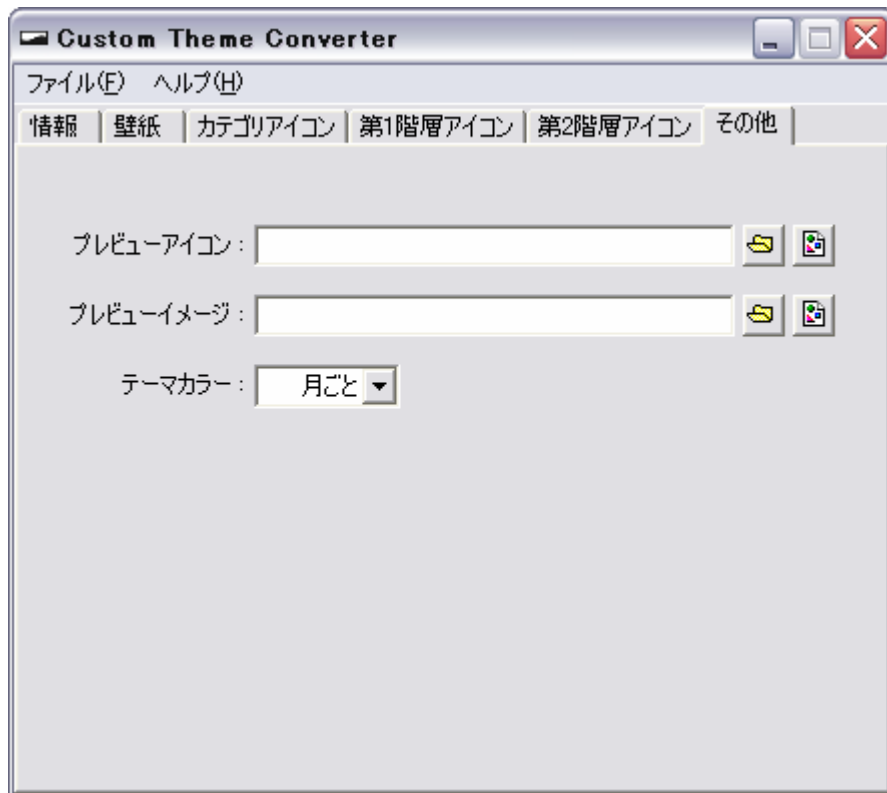 Custom Theme Converter
ファイル(F) ヘルプ(H)
情報 壁紙 カテゴリアイコン 第1階層アイコン 第2階層アイコン その他
プレビューアイコン:
プレビューイメージ:
テーマカラー: 月ごと